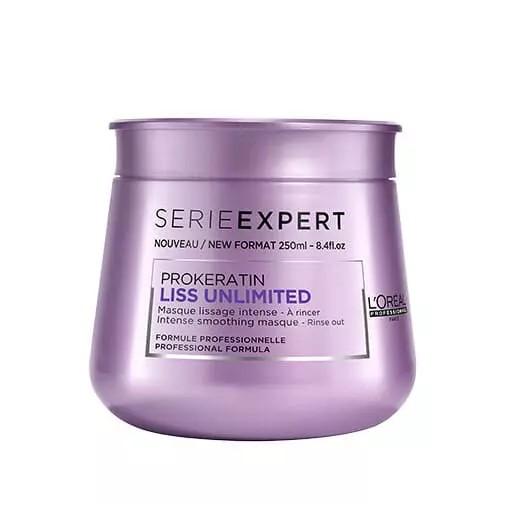 SERIEEXPERT
NOUVEAU / NEW FORMAT 250ml - 8.4fl.oz
PROKERATIN
LISS UNLIMITED
Masque lissage intense - À rincer
Intense smoothing masque - Rinse out
FORMULE PROFESSIONNELLE
PROFESSIONAL FORMULA
L'ORÉAL
PROFESSIONNEL
PARIS